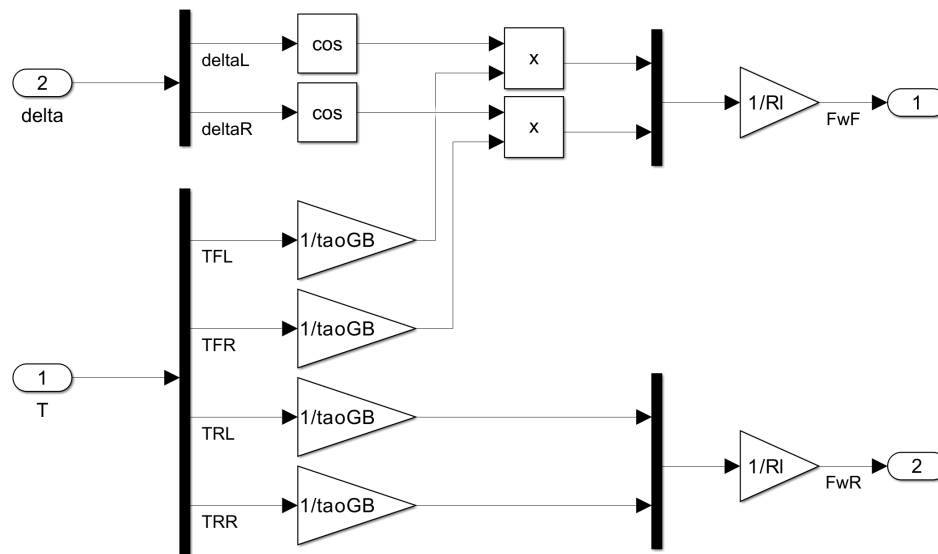 2
delta
deltaL
deltaR
cos
cos
x
x
1/Rl
FwF
1
1
T
TFL
1/taoGB
TFR
1/taoGB
TRL
1/taoGB
TRR
1/taoGB
1/Rl
FwR
2